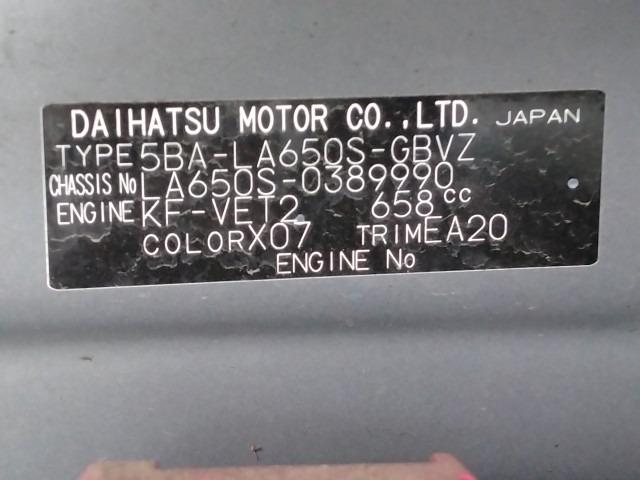 DAIHATSU MOTOR CO.,LTD. JAPAN
TYPE 5BA-LA650S-GBVZ
CHASSIS No LA650S-0389990
ENGINE KF-VET2 658 cc
COLOR X07 TRIM EA20
ENGINE No